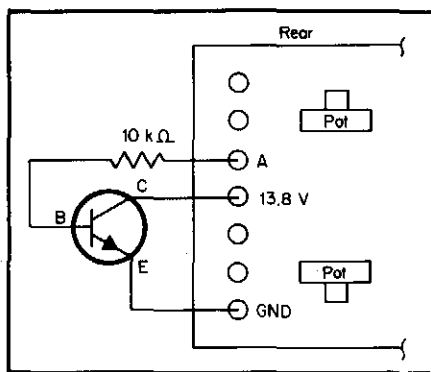 Rear
Pot
10 kΩ
A
C
13.8 V
B
E
Pot
GND